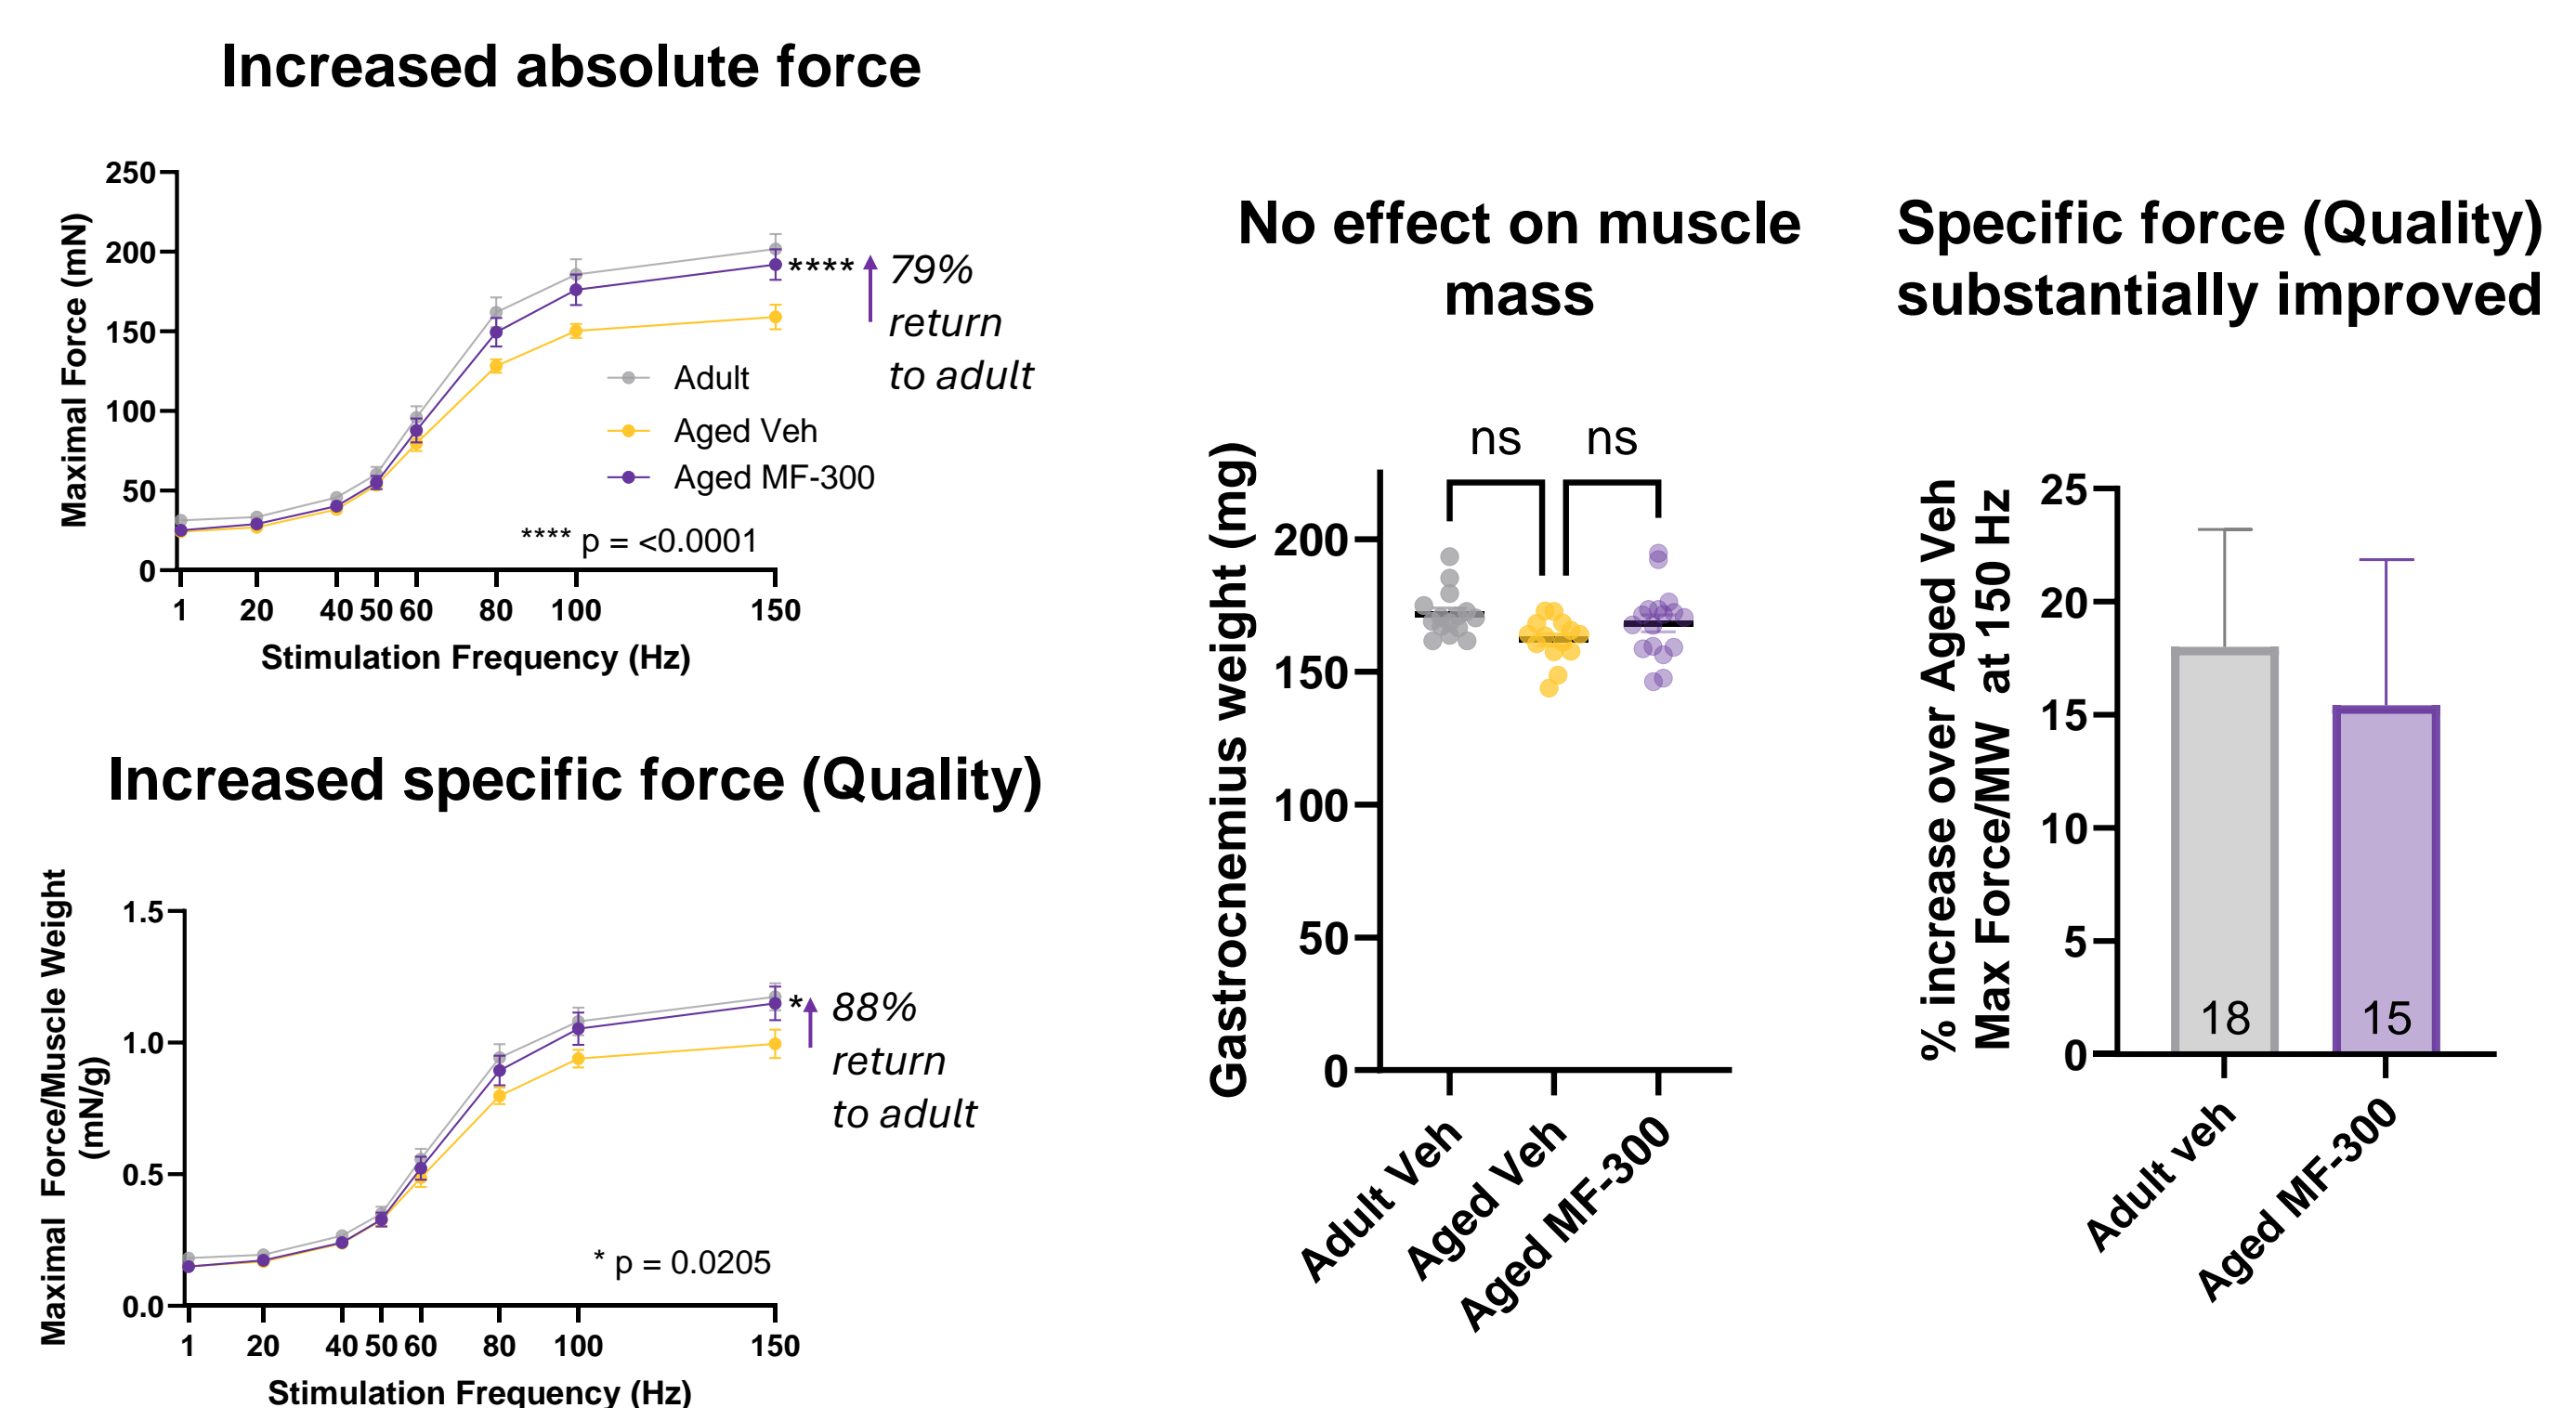 Increased absolute force
Maximal Force (mN)
250
200
150
100
50
0
1 20 40 50 60 80 100 150
Stimulation Frequency (Hz)
Adult
Aged Veh
Aged MF-300
**** p = <0.0001
****
79%
return
to adult
Increased specific force (Quality)
Maximal Force/Muscle Weight
(mN/g)
1.5
1.0
0.5
0.0
1 20 40 50 60 80 100 150
Stimulation Frequency (Hz)
* p = 0.0205
*
88%
return
to adult
No effect on muscle
mass
Gastrocnemius weight (mg)
200
150
100
50
0
ns ns
Adult Veh
Aged Veh
Aged MF-300
Specific force (Quality)
substantially improved
% increase over Aged Veh
Max Force/MW at 150 Hz
25
20
15
10
5
0
18 15
Adult veh
Aged MF-300